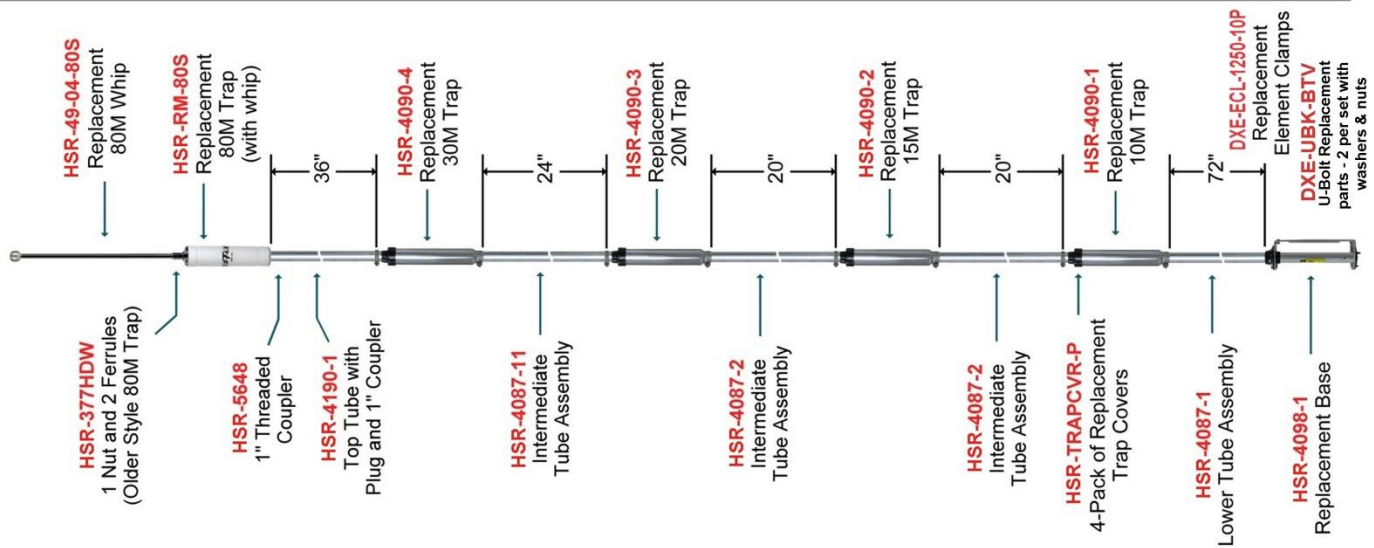 HSR-49-04-80S
Replacement
80M Whip
HSR-RM-80S
Replacement
80M Trap
(with whip)
36"
HSR-4090-4
Replacement
30M Trap
24"
HSR-4090-3
Replacement
20M Trap
20"
HSR-4090-2
Replacement
15M Trap
20"
HSR-4090-1
Replacement
10M Trap
72"
DXE-ECL-1250-10P
Replacement
Element Clamps
DXE-UBK-BTV
U-Bolt Replacement
parts - 2 per set with
washers & nuts
HSR-377HDW
1 Nut and 2 Ferrules
(Older Style 80M Trap)
HSR-5648
1" Threaded
Coupler
HSR-4190-1
Top Tube with
Plug and 1" Coupler
HSR-4087-11
Intermediate
Tube Assembly
HSR-4087-2
Intermediate
Tube Assembly
HSR-4087-2
Intermediate
Tube Assembly
HSR-TRAPCVR-P
4-Pack of Replacement
Trap Covers
HSR-4087-1
Lower Tube Assembly
HSR-4098-1
Replacement Base